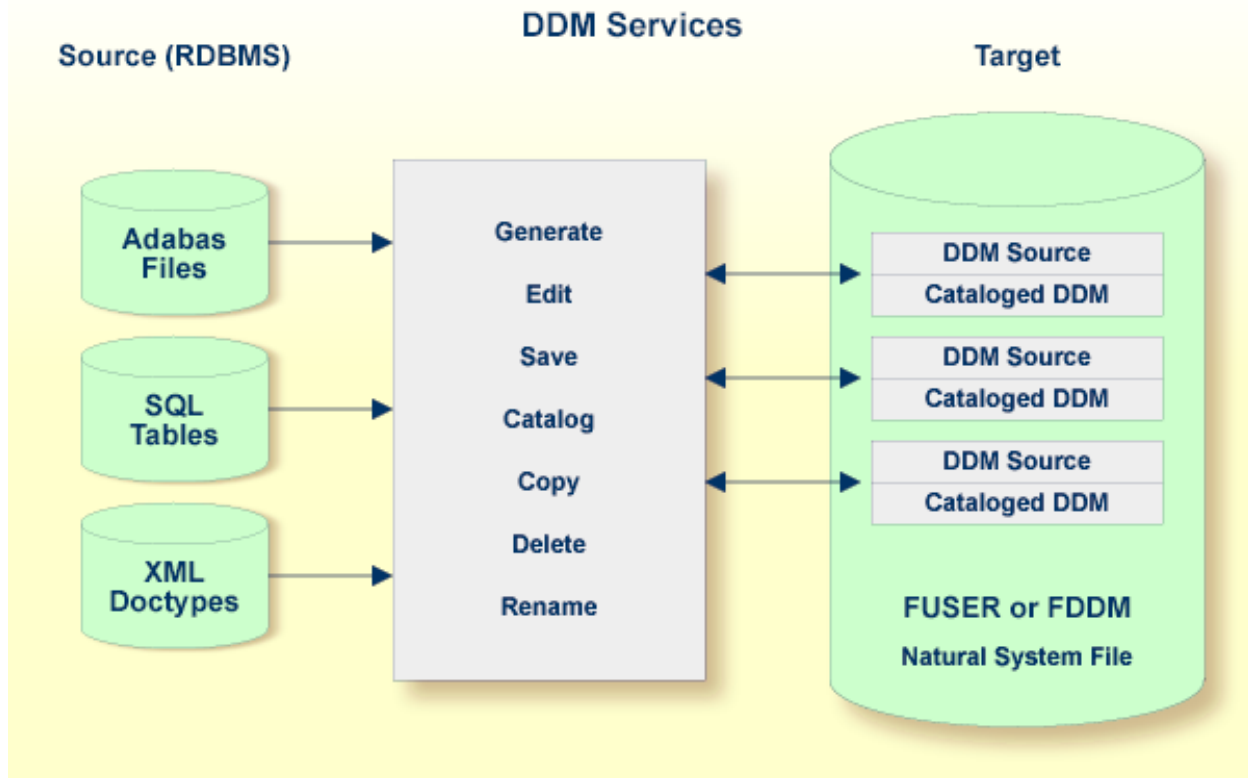 DDM Services
Source (RDBMS)
Target
Adabas
Files
SQL
Tables
XML
Doctypes
Generate
Edit
Save
Catalog
Copy
Delete
Rename
DDM Source
Cataloged DDM
DDM Source
Cataloged DDM
DDM Source
Cataloged DDM
FUSER or FDDM
Natural System File